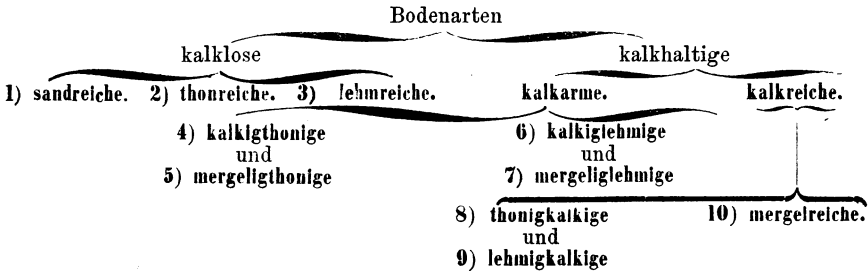 Bodenarten
kalklose kalkhaltige
1) sandreiche. 2) thonreiche. 3) lehmreiche. kalkarme. kalkreiche.
4) kalkigthonige 6) kalkiglehmige
und und
5) mergeligthonige 7) mergeliglehmige
8) thonigkalkige 10) mergelreiche.
und
9) lehmigkalkige